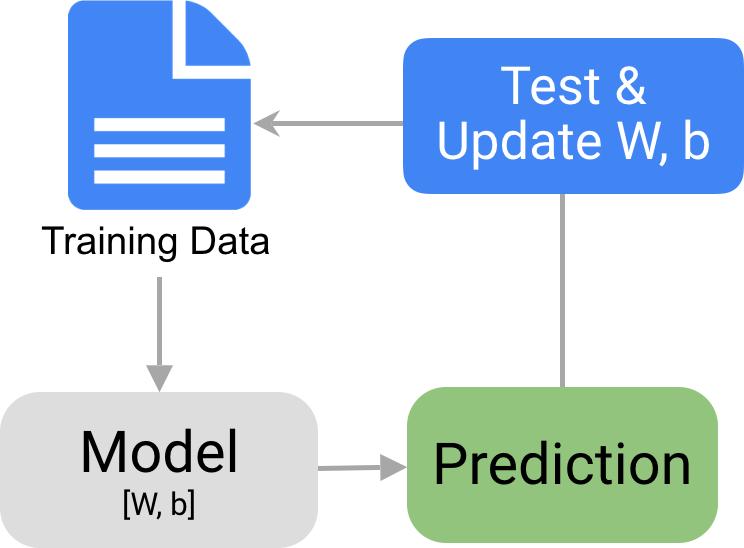 Test &
Update W, b
Training Data
Model
[W, b]
Prediction